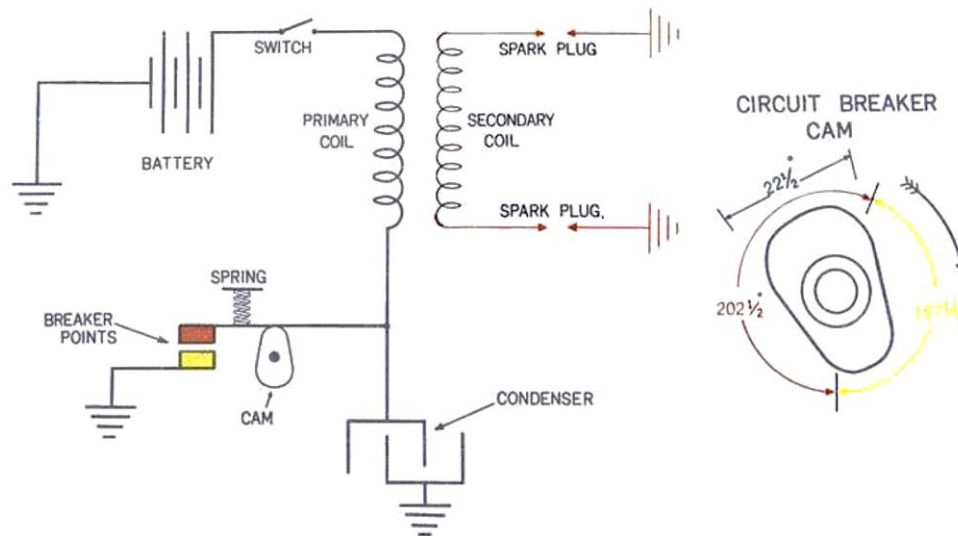 SWITCH
BATTERY
PRIMARY
COIL
SECONDARY
COIL
SPARK PLUG
SPARK PLUG,
SPRING
BREAKER
POINTS
CAM
CONDENSER
CIRCUIT BREAKER
CAM
22½°
202½°